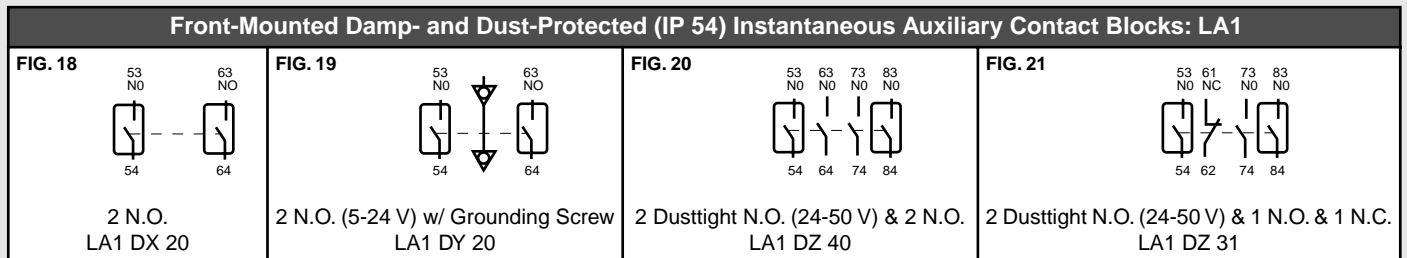 Front-Mounted Damp- and Dust-Protected (IP 54) Instantaneous Auxiliary Contact Blocks: LA1
FIG. 18
53 63
N0 NO
54 64
2 N.O.
LA1 DX 20
FIG. 19
53 63
N0 NO
54 64
2 N.O. (5-24 V) w/ Grounding Screw
LA1 DY 20
FIG. 20
53 63 73 83
N0 N0 N0 N0
54 64 74 84
2 Dusttight N.O. (24-50 V) & 2 N.O.
LA1 DZ 40
FIG. 21
53 61 73 83
N0 NC N0 N0
54 62 74 84
2 Dusttight N.O. (24-50 V) & 1 N.O. & 1 N.C.
LA1 DZ 31